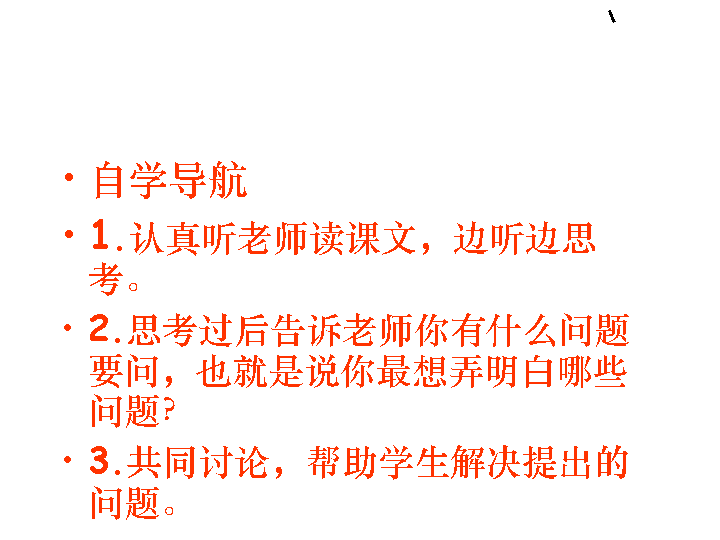 \
• 自学导航
• 1.认真听老师读课文，边听边思
考。
• 2.思考过后告诉老师你有什么问题
要问，也就是说你最想弄明白哪些
问题?
• 3.共同讨论，帮助学生解决提出的
问题。